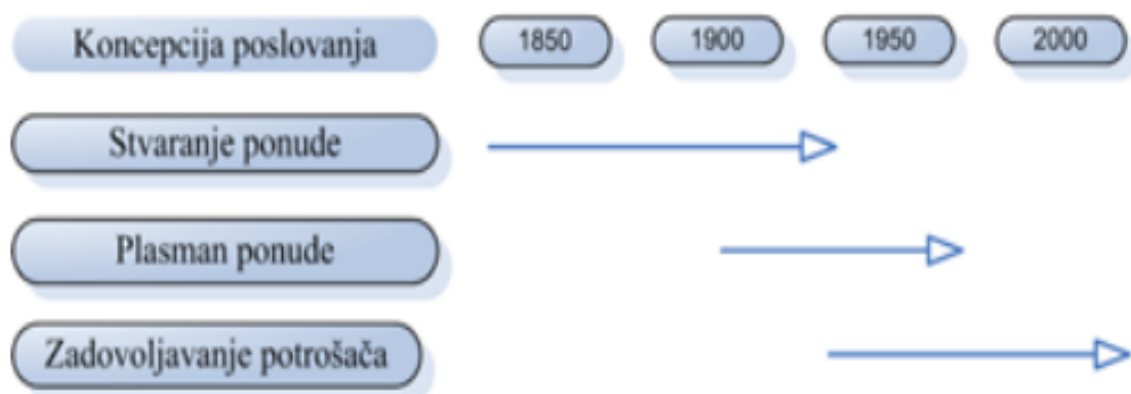 Koncepcija poslovanja 1850 1900 1950 2000
Stvaranje ponude
Plasman ponude
Zadovoljavanje potrošača